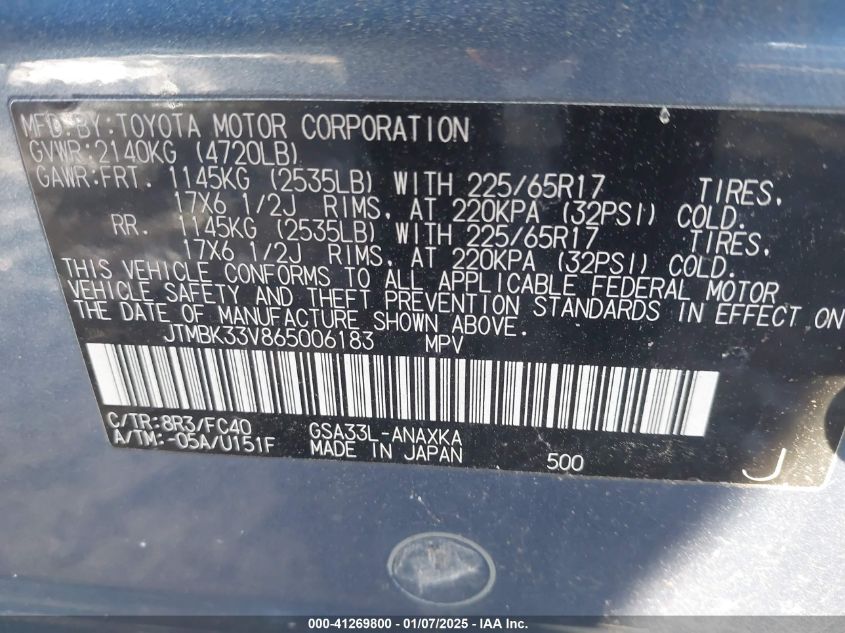 MFD. BY: TOYOTA MOTOR CORPORATION
GVWR: 2140KG (4720LB)
GAWR: FRT. 1145KG (2535LB) WITH 225/65R17 TIRES,
17X6 1/2J RIMS, AT 220KPA (32PSI) COLD.
RR. 1145KG (2535LB) WITH 225/65R17 TIRES,
17X6 1/2J RIMS, AT 220KPA (32PSI) COLD.
THIS VEHICLE CONFORMS TO ALL APPLICABLE FEDERAL MOTOR
VEHICLE SAFETY AND THEFT PREVENTION STANDARDS IN EFFECT ON
THE DATE OF MANUFACTURE SHOWN ABOVE.
JTMBK33V865006183 MPV
C/TR: 8R3/FC40 GSA33L-ANAXKA
A/TM: -05A/U151F MADE IN JAPAN 500 J
000-41269800 - 01/07/2025 - IAA Inc.